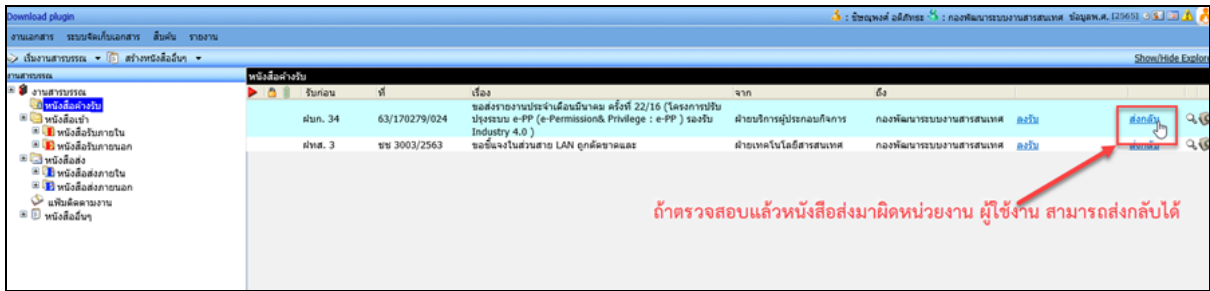 Download plugin
: ชิษณุพงศ์ อดิภัทระ : กองพัฒนาระบบงานสารสนเทศ ข้อมูลพ.ศ. [2565]
งานเอกสาร ระบบจัดเก็บเอกสาร สืบค้น รายงาน
เริ่มงานสารบรรณ สร้างหนังสืออื่นๆ Show/Hide Explor
งานสารบรรณ
หนังสือค้างรับ
งานสารบรรณ
หนังสือค้างรับ
หนังสือเข้า
หนังสือรับภายใน
หนังสือรับภายนอก
หนังสือส่ง
หนังสือส่งภายใน
หนังสือส่งภายนอก
แฟ้มติดตามงาน
หนังสืออื่นๆ
รับก่อน ที่ เรื่อง จาก ถึง
ฝบก. 34 63/170279/024 ขอส่งรายงานประจำเดือนมีนาคม ครั้งที่ 22/16 (โครงการปรับ
ปรุงระบบ e-PP (e-Permission& Privilege : e-PP ) รองรับ
Industry 4.0 ) ฝ่ายบริการผู้ประกอบกิจการ กองพัฒนาระบบงานสารสนเทศ ลงรับ ส่งกลับ
ฝทส. 3 ชช 3003/2563 ขอชี้แจงในส่วนสาย LAN ถูกตัดขาดและ ฝ่ายเทคโนโลยีสารสนเทศ กองพัฒนาระบบงานสารสนเทศ ลงรับ ส่งกลับ
ถ้าตรวจสอบแล้วหนังสือส่งมาผิดหน่วยงาน ผู้ใช้งาน สามารถส่งกลับได้